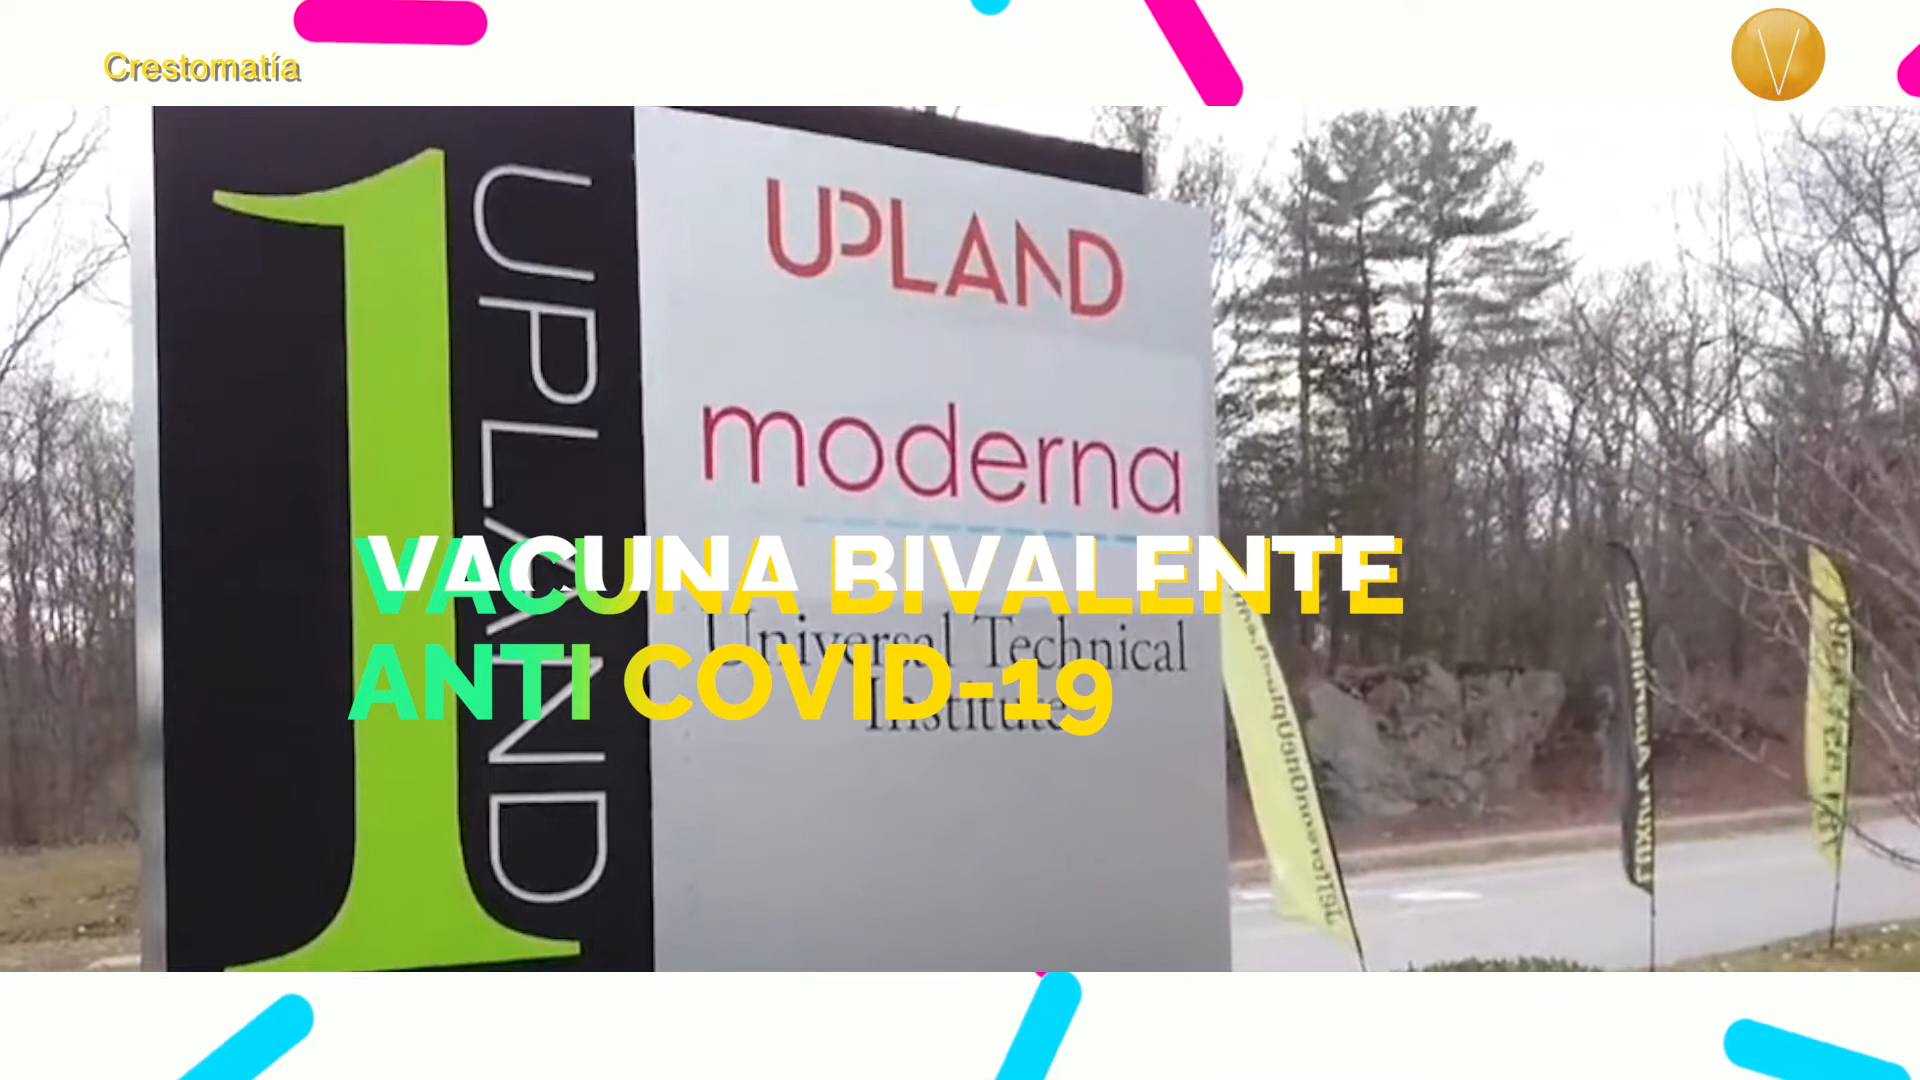 Crestomatía
V
1
UPLAND
UPLAND
moderna
VACUNA BIVALENTE
ANTI COVID-19
Universal Technical
Institute